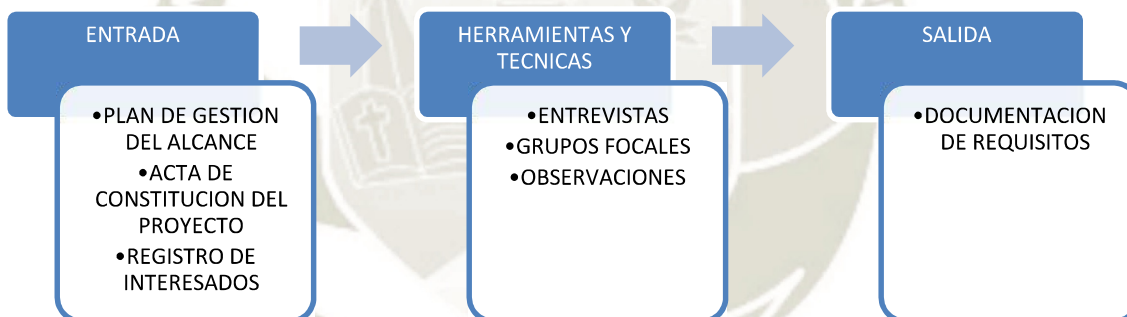 ENTRADA
•PLAN DE GESTION
DEL ALCANCE
•ACTA DE
CONSTITUCION DEL
PROYECTO
•REGISTRO DE
INTERESADOS
HERRAMIENTAS Y
TECNICAS
•ENTREVISTAS
•GRUPOS FOCALES
•OBSERVACIONES
SALIDA
•DOCUMENTACION
DE REQUISITOS